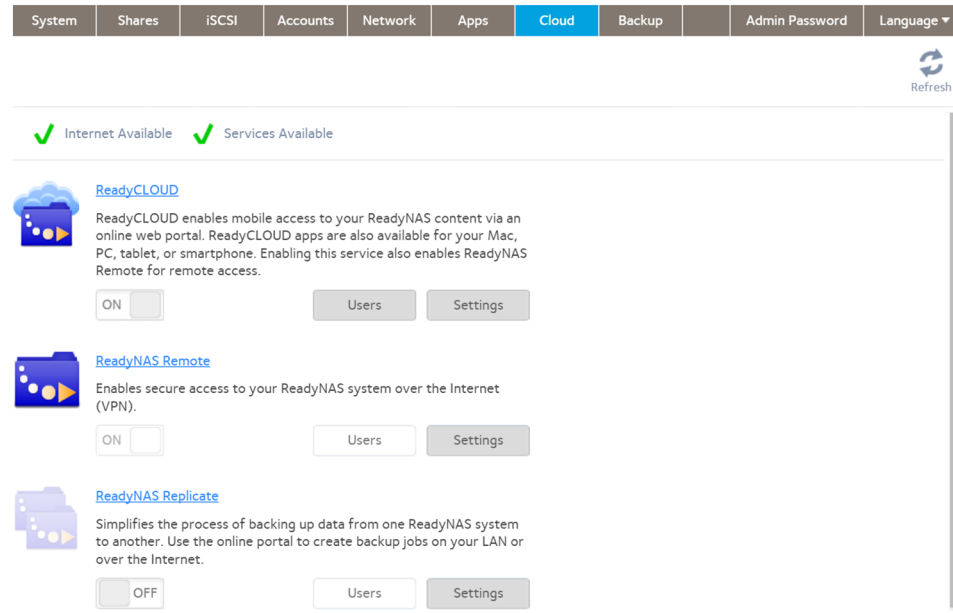 System Shares iSCSI Accounts Network Apps Cloud Backup Admin Password Language
Refresh
Internet Available Services Available
ReadyCLOUD
ReadyCLOUD enables mobile access to your ReadyNAS content via an
online web portal. ReadyCLOUD apps are also available for your Mac,
PC, tablet, or smartphone. Enabling this service also enables ReadyNAS
Remote for remote access.
ON Users Settings
ReadyNAS Remote
Enables secure access to your ReadyNAS system over the Internet
(VPN).
ON Users Settings
ReadyNAS Replicate
Simplifies the process of backing up data from one ReadyNAS system
to another. Use the online portal to create backup jobs on your LAN or
over the Internet.
OFF Users Settings